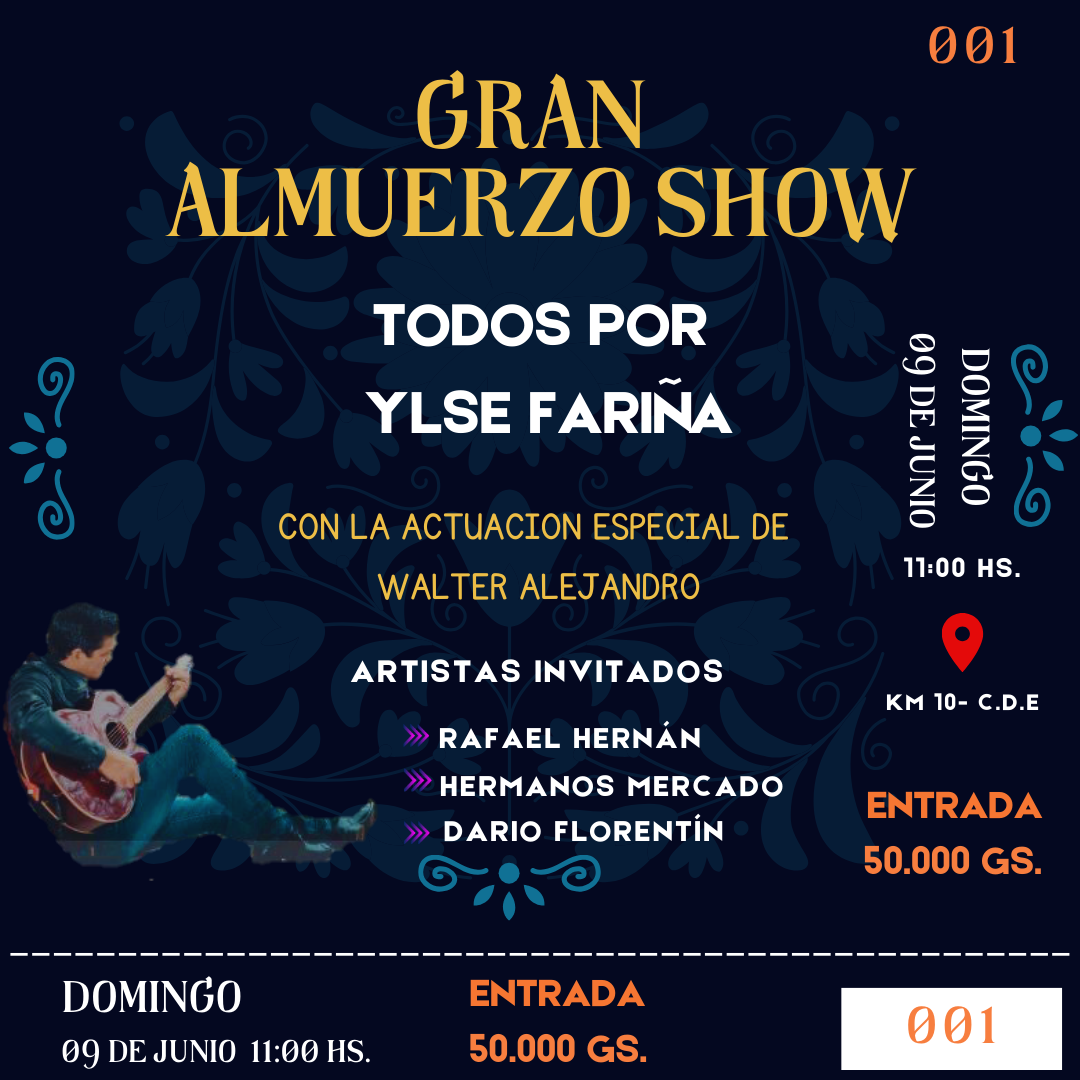 001
GRAN
ALMUERZO SHOW
TODOS POR
YLSE FARIÑA
CON LA ACTUACION ESPECIAL DE
WALTER ALEJANDRO
ARTISTAS INVITADOS
RAFAEL HERNÁN
HERMANOS MERCADO
DARIO FLORENTÍN
DOMINGO
09 DE JUNIO
11:00 HS.
KM 10- C.D.E
ENTRADA
50.000 GS.
DOMINGO
09 DE JUNIO 11:00 HS.
ENTRADA
50.000 GS.
001